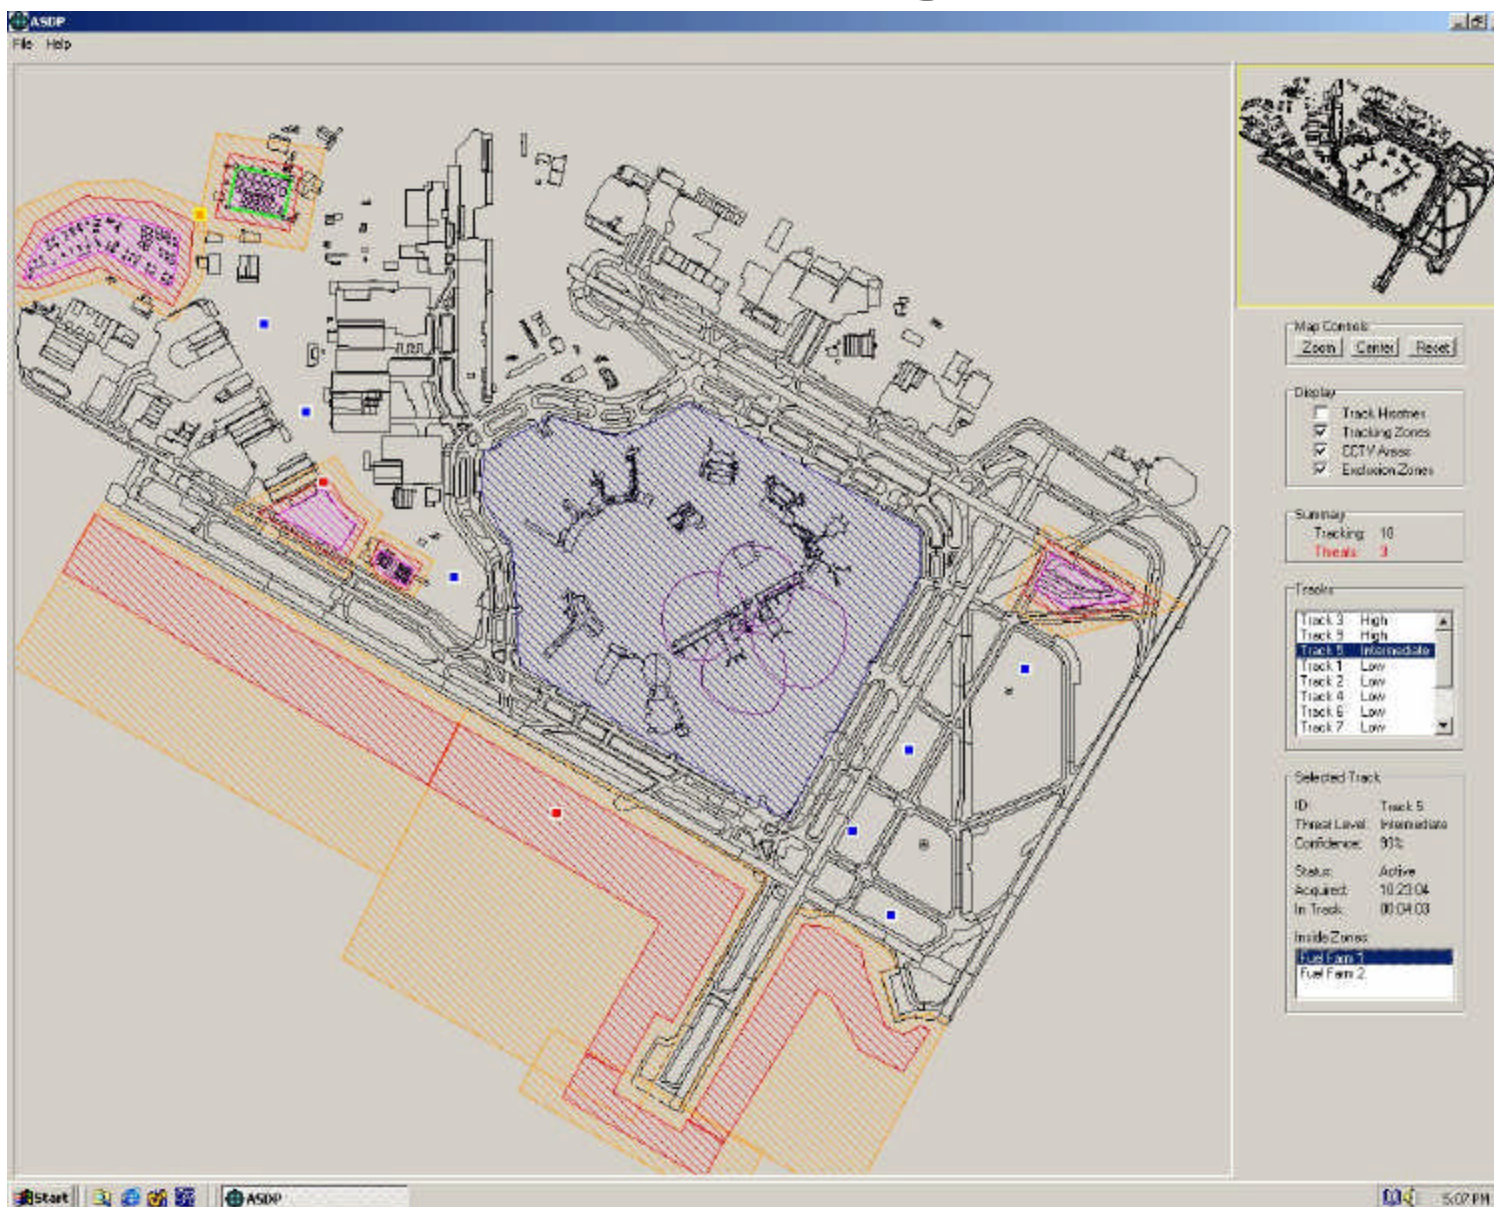 ASDP
File Help
Map Controls
Zoom Center Reset
Display
Track Histories
Tracking Zones
CCTV Areas
Exclusion Zones
Summary
Tracking: 10
Threats: 3
Tracks
Track 3 High
Track 9 High
Track 5 Intermediate
Track 1 Low
Track 2 Low
Track 4 Low
Track 6 Low
Track 7 Low
Selected Track
ID: Track 5
Threat Level: Intermediate
Confidence:
Status: Active
Acquired: 10:23:04
In Track: 00:04:03
Inside Zones:
Fuel Farm 1
Fuel Farm 2
Start ASDP 5:07 PM